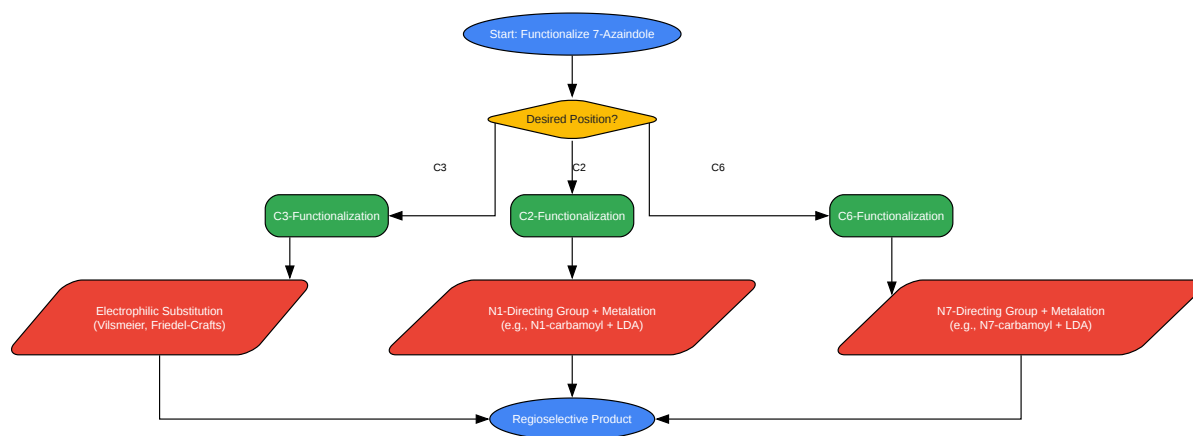 Start: Functionalize 7-Azaindole
Desired Position?
C3
C2
C6
C3-Functionalization
C2-Functionalization
C6-Functionalization
Electrophilic Substitution
(Vilsmeier, Friedel-Crafts)
N1-Directing Group + Metalation
(e.g., N1-carbamoyl + LDA)
N7-Directing Group + Metalation
(e.g., N7-carbamoyl + LDA)
Regioselective Product